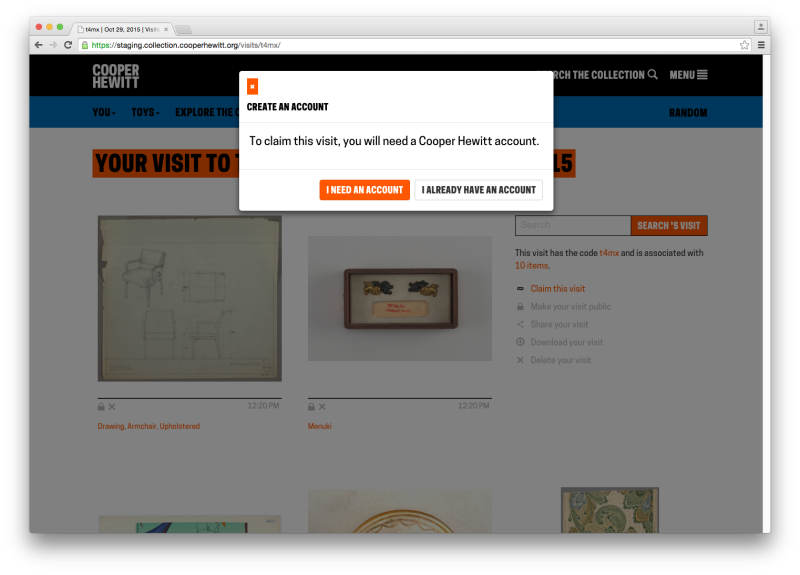 t4mx | Oct 29, 2015 | Visits
https://staging.collection.cooperhewitt.org/visits/t4mx/
COOPER
HEWITT
RCH THE COLLECTION
MENU
YOU
TOYS
EXPLORE THE C
RANDOM
×
CREATE AN ACCOUNT
To claim this visit, you will need a Cooper Hewitt account.
I NEED AN ACCOUNT
I ALREADY HAVE AN ACCOUNT
YOUR VISIT TO T
15
Search
SEARCH 'S VISIT
This visit has the code t4mx and is associated with
10 items.
Claim this visit
Make your visit public
Share your visit
Download your visit
Delete your visit
12:20 PM
12:20 PM
Drawing, Armchair, Upholstered
Menuki